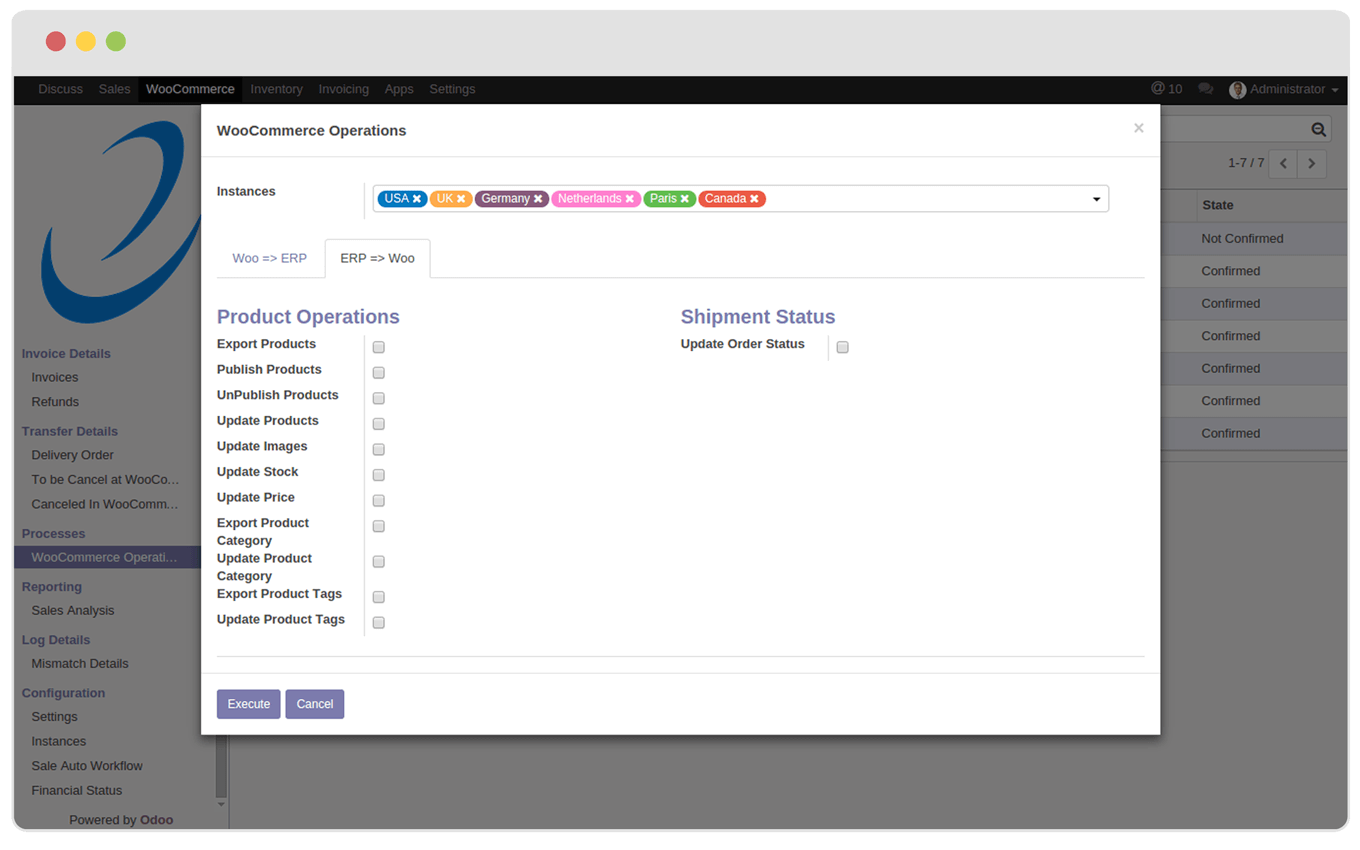 Discuss Sales WooCommerce Inventory Invoicing Apps Settings @ 10 Administrator
WooCommerce Operations ×
Instances USA ✖ UK ✖ Germany ✖ Netherlands ✖ Paris ✖ Canada ✖
Woo => ERP ERP => Woo
Product Operations
Export Products
Publish Products
UnPublish Products
Update Products
Update Images
Update Stock
Update Price
Export Product
Category
Update Product
Category
Export Product Tags
Update Product Tags
Shipment Status
Update Order Status
Execute Cancel
Invoice Details
Invoices
Refunds
Transfer Details
Delivery Order
To be Cancel at WooCo...
Canceled In WooComm...
Processes
WooCommerce Operati...
Reporting
Sales Analysis
Log Details
Mismatch Details
Configuration
Settings
Instances
Sale Auto Workflow
Financial Status
Powered by Odoo
1-7 / 7
State
Not Confirmed
Confirmed
Confirmed
Confirmed
Confirmed
Confirmed
Confirmed